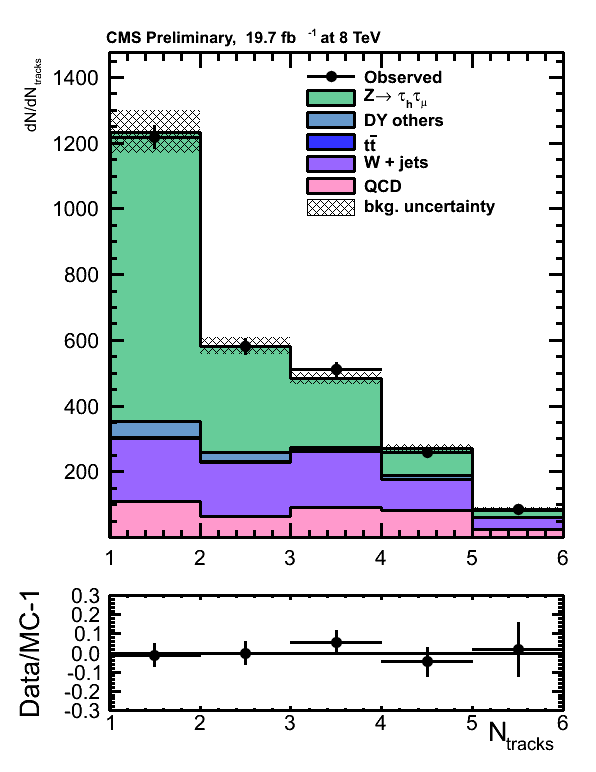 CMS Preliminary, 19.7 fb⁻¹ at 8 TeV
dN/dN_tracks
1400
1200
1000
800
600
400
200
Observed
Z→ τ_h τ_μ
DY others
tt̄
W + jets
QCD
bkg. uncertainty
1 2 3 4 5 6
Data/MC-1
0.3
0.2
0.1
0.0
-0.1
-0.2
-0.3
1 2 3 4 5 6
N_tracks